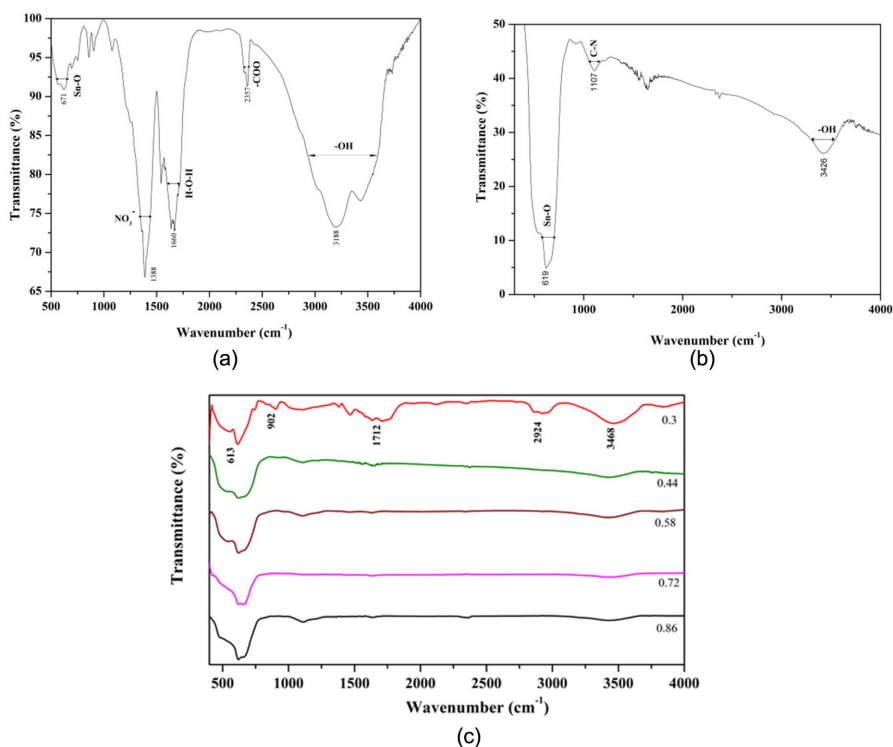 100
95
90
85
80
75
70
65
Transmittance (%)
500 1000 1500 2000 2500 3000 3500 4000
Wavenumber (cm⁻¹)
671
Sn-O
NO₃⁻
1388
H-O-H
1660
2357
-COO
-OH
3188
(a)
50
40
30
20
10
0
Transmittance (%)
1000 2000 3000 4000
Wavenumber (cm⁻¹)
Sn-O
619
C-N
1107
-OH
3426
(b)
Transmittance (%)
613
902
1712
2924
3468
0.3
0.44
0.58
0.72
0.86
500 1000 1500 2000 2500 3000 3500 4000
Wavenumber (cm⁻¹)
(c)